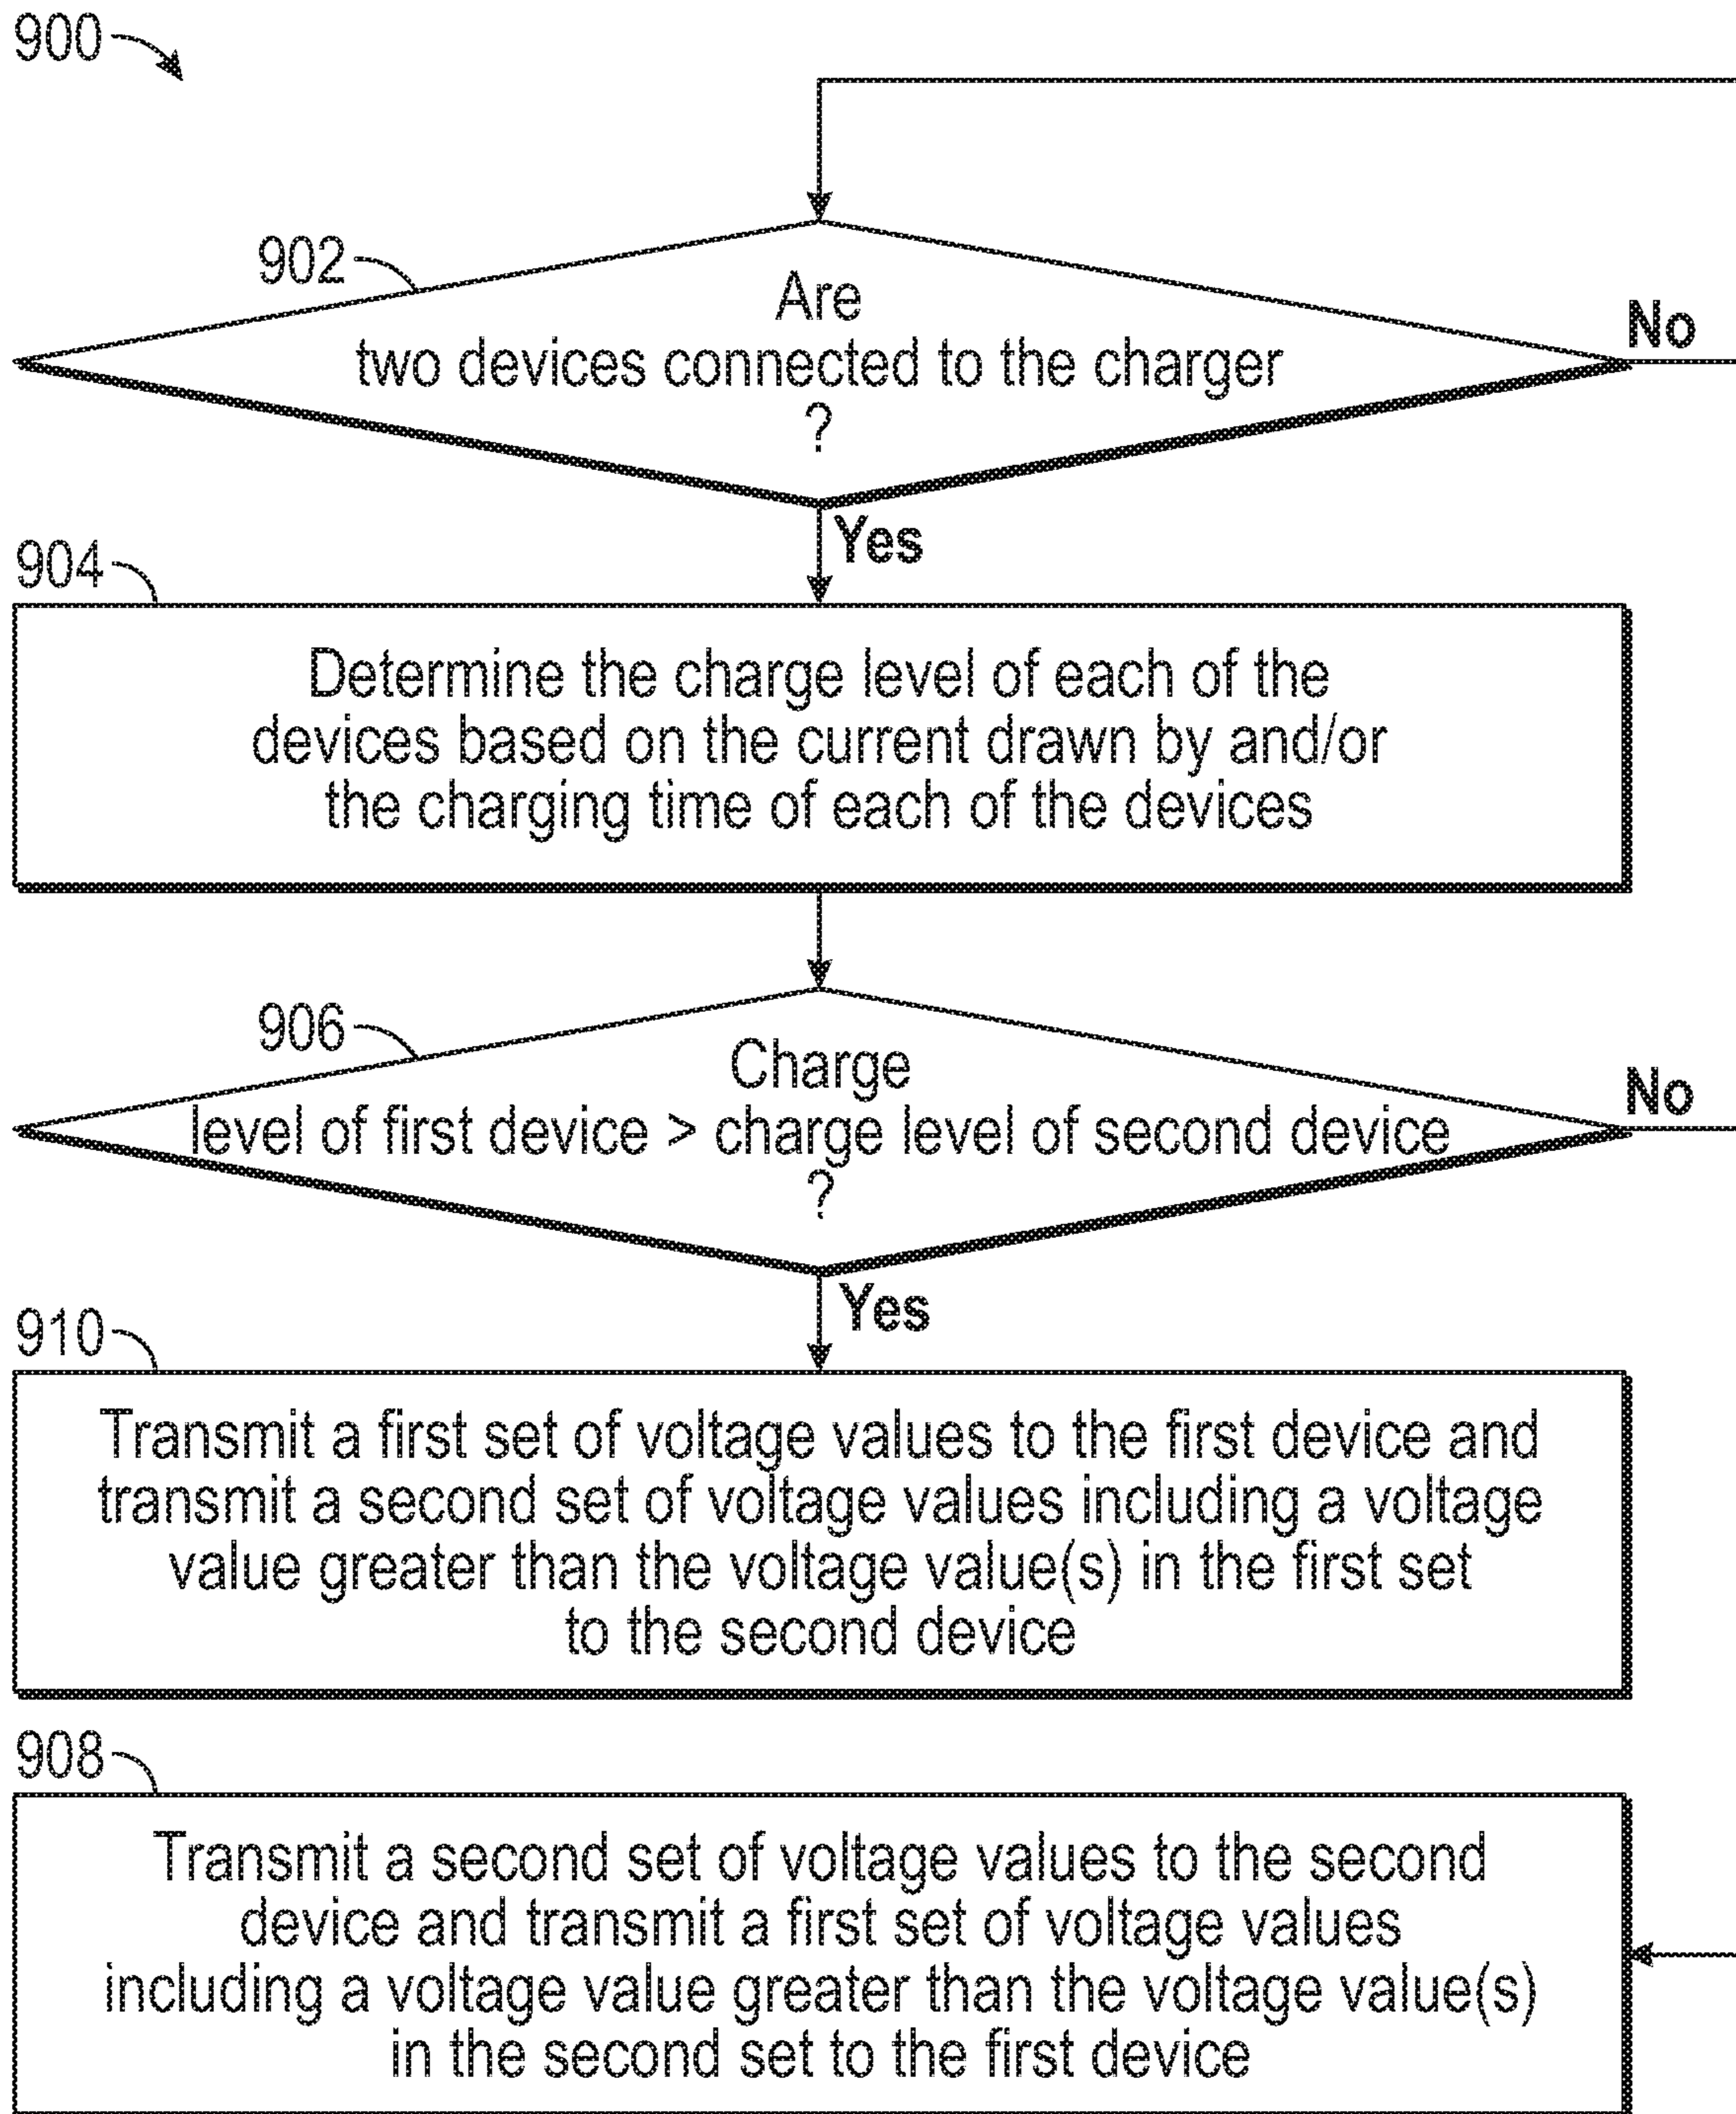 900
902
Are
two devices connected to the charger
?
No
Yes
904
Determine the charge level of each of the
devices based on the current drawn by and/or
the charging time of each of the devices
906
Charge
level of first device > charge level of second device
?
No
Yes
910
Transmit a first set of voltage values to the first device and
transmit a second set of voltage values including a voltage
value greater than the voltage value(s) in the first set
to the second device
908
Transmit a second set of voltage values to the second
device and transmit a first set of voltage values
including a voltage value greater than the voltage value(s)
in the second set to the first device